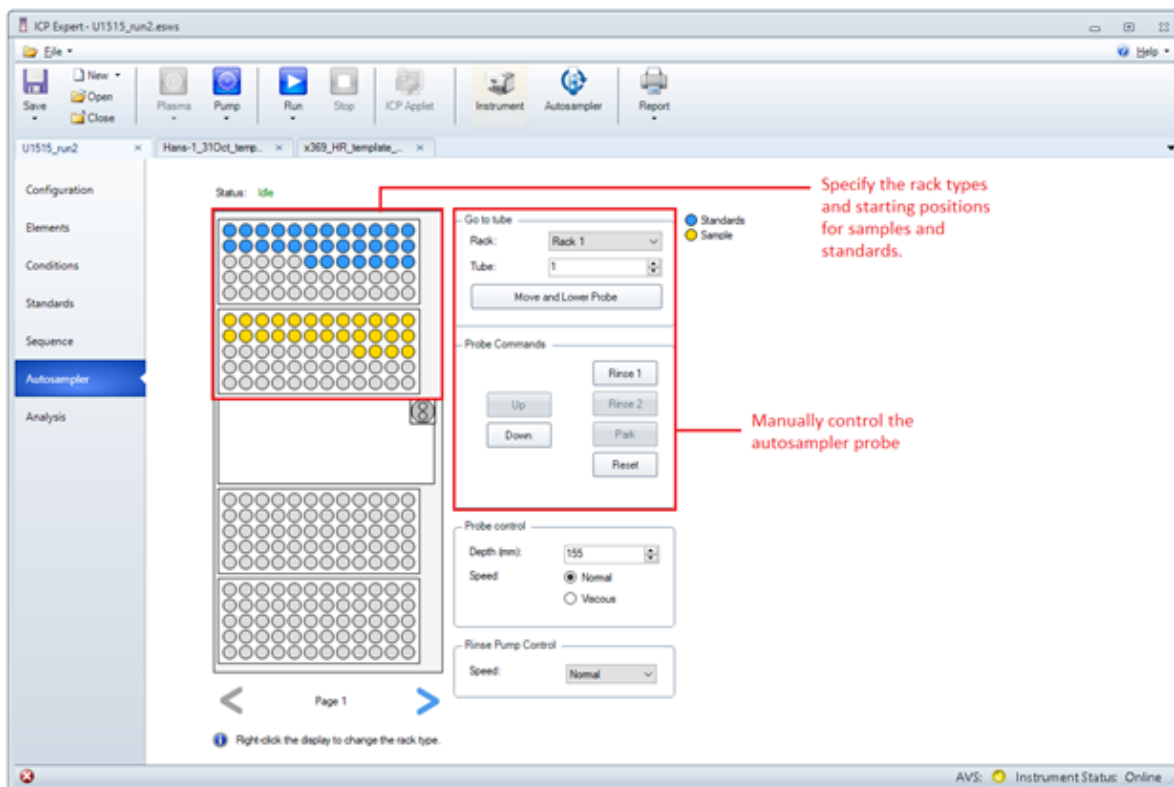 ICP Expert - U1515_run2.esws
File
Help
Save
New
Open
Close
Plasma
Pump
Run
Stop
ICP Applet
Instrument
Autosampler
Report
U1515_run2
Hans-1_31Oct_temp..
x369_HR_template_...
Configuration
Elements
Conditions
Standards
Sequence
Autosampler
Analysis
Status: Idle
Go to tube
Rack: Rack 1
Tube: 1
Move and Lower Probe
Probe Commands
Rinse 1
Up
Rinse 2
Down
Park
Reset
Probe control
Depth (mm): 155
Speed
Normal
Viscous
Rinse Pump Control
Speed: Normal
Standards
Sample
Specify the rack types
and starting positions
for samples and
standards.
Manually control the
autosampler probe
Page 1
Right-click the display to change the rack type.
AVS: Instrument Status: Online